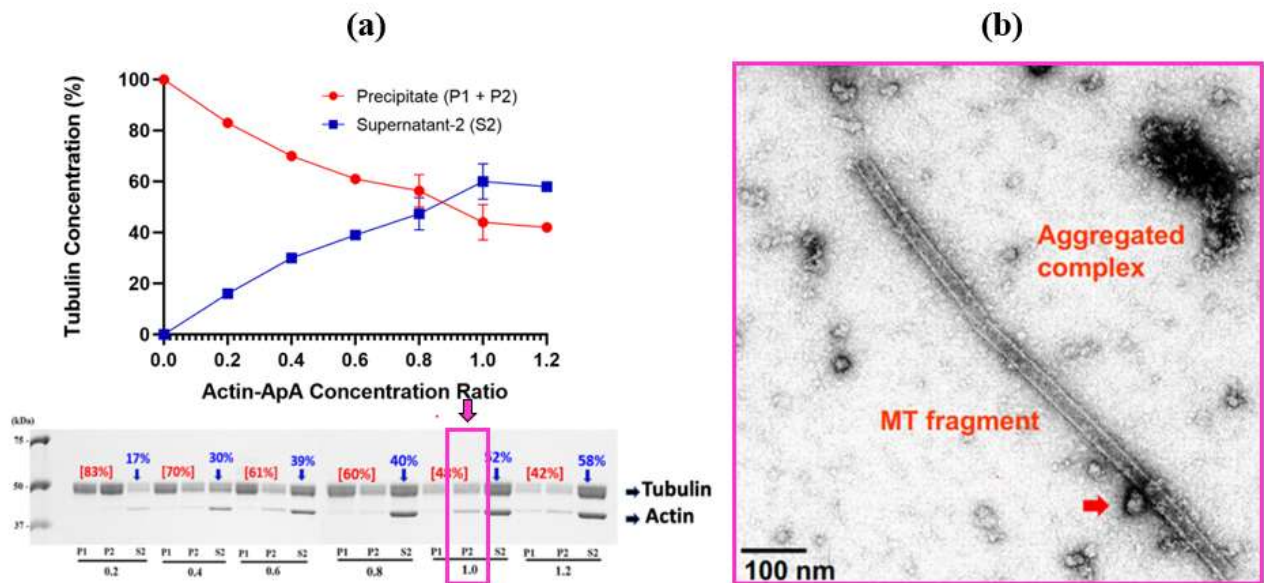 (a)
(b)
100
80
60
40
20
0
Tubulin Concentration (%)
Precipitate (P1 + P2)
Supernatant-2 (S2)
0.0 0.2 0.4 0.6 0.8 1.0 1.2
Actin-ApA Concentration Ratio
(kDa)
75
50
37
[83%] 17% [70%] 30% [61%] 39% [60%] 40% 52% [42%] 58%
Tubulin
Actin
P1 P2 S2 P1 P2 S2 P1 P2 S2 P1 P2 S2 P1 P2 S2 P1 P2 S2
0.2 0.4 0.6 0.8 1.0 1.2
Aggregated
complex
MT fragment
100 nm